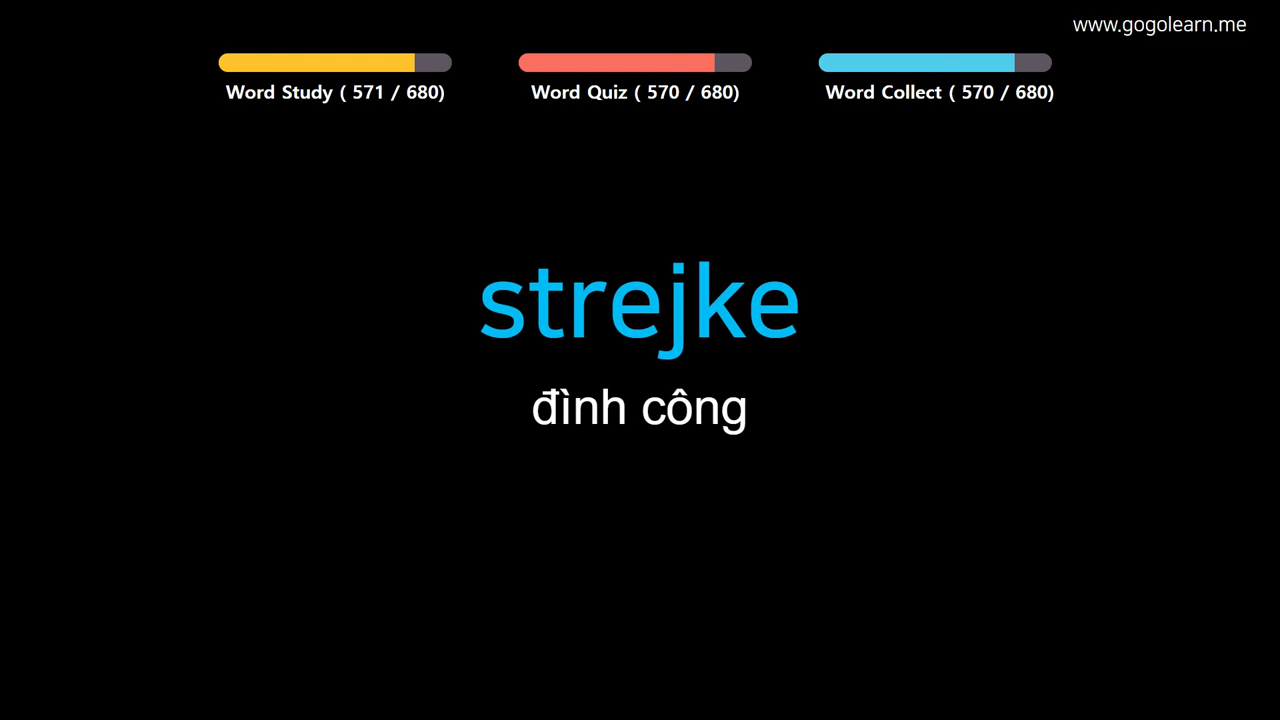 www.gogolearn.me
Word Study ( 571 / 680)
Word Quiz ( 570 / 680)
Word Collect ( 570 / 680)
strejke
đình công